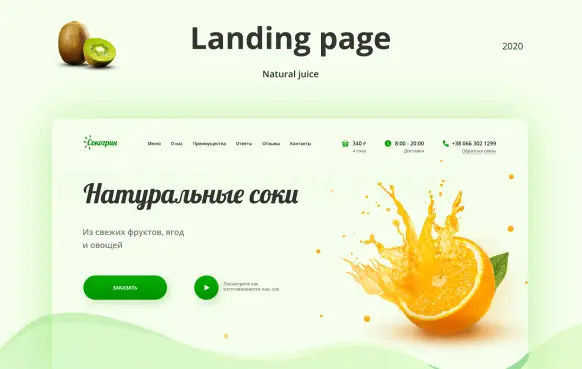 Landing page
2020
Natural juice
Сокогрин
Меню О нас Преимущества Ответы Отзывы Контакты
340 ₽
4 сока
8:00 - 20:00
Доставки
+38 066 302 1299
Обратная связь
Натуральные соки
Из свежих фруктов, ягод
и овощей
ЗАКАЗАТЬ
Посмотрите как
изготавливается наш сок